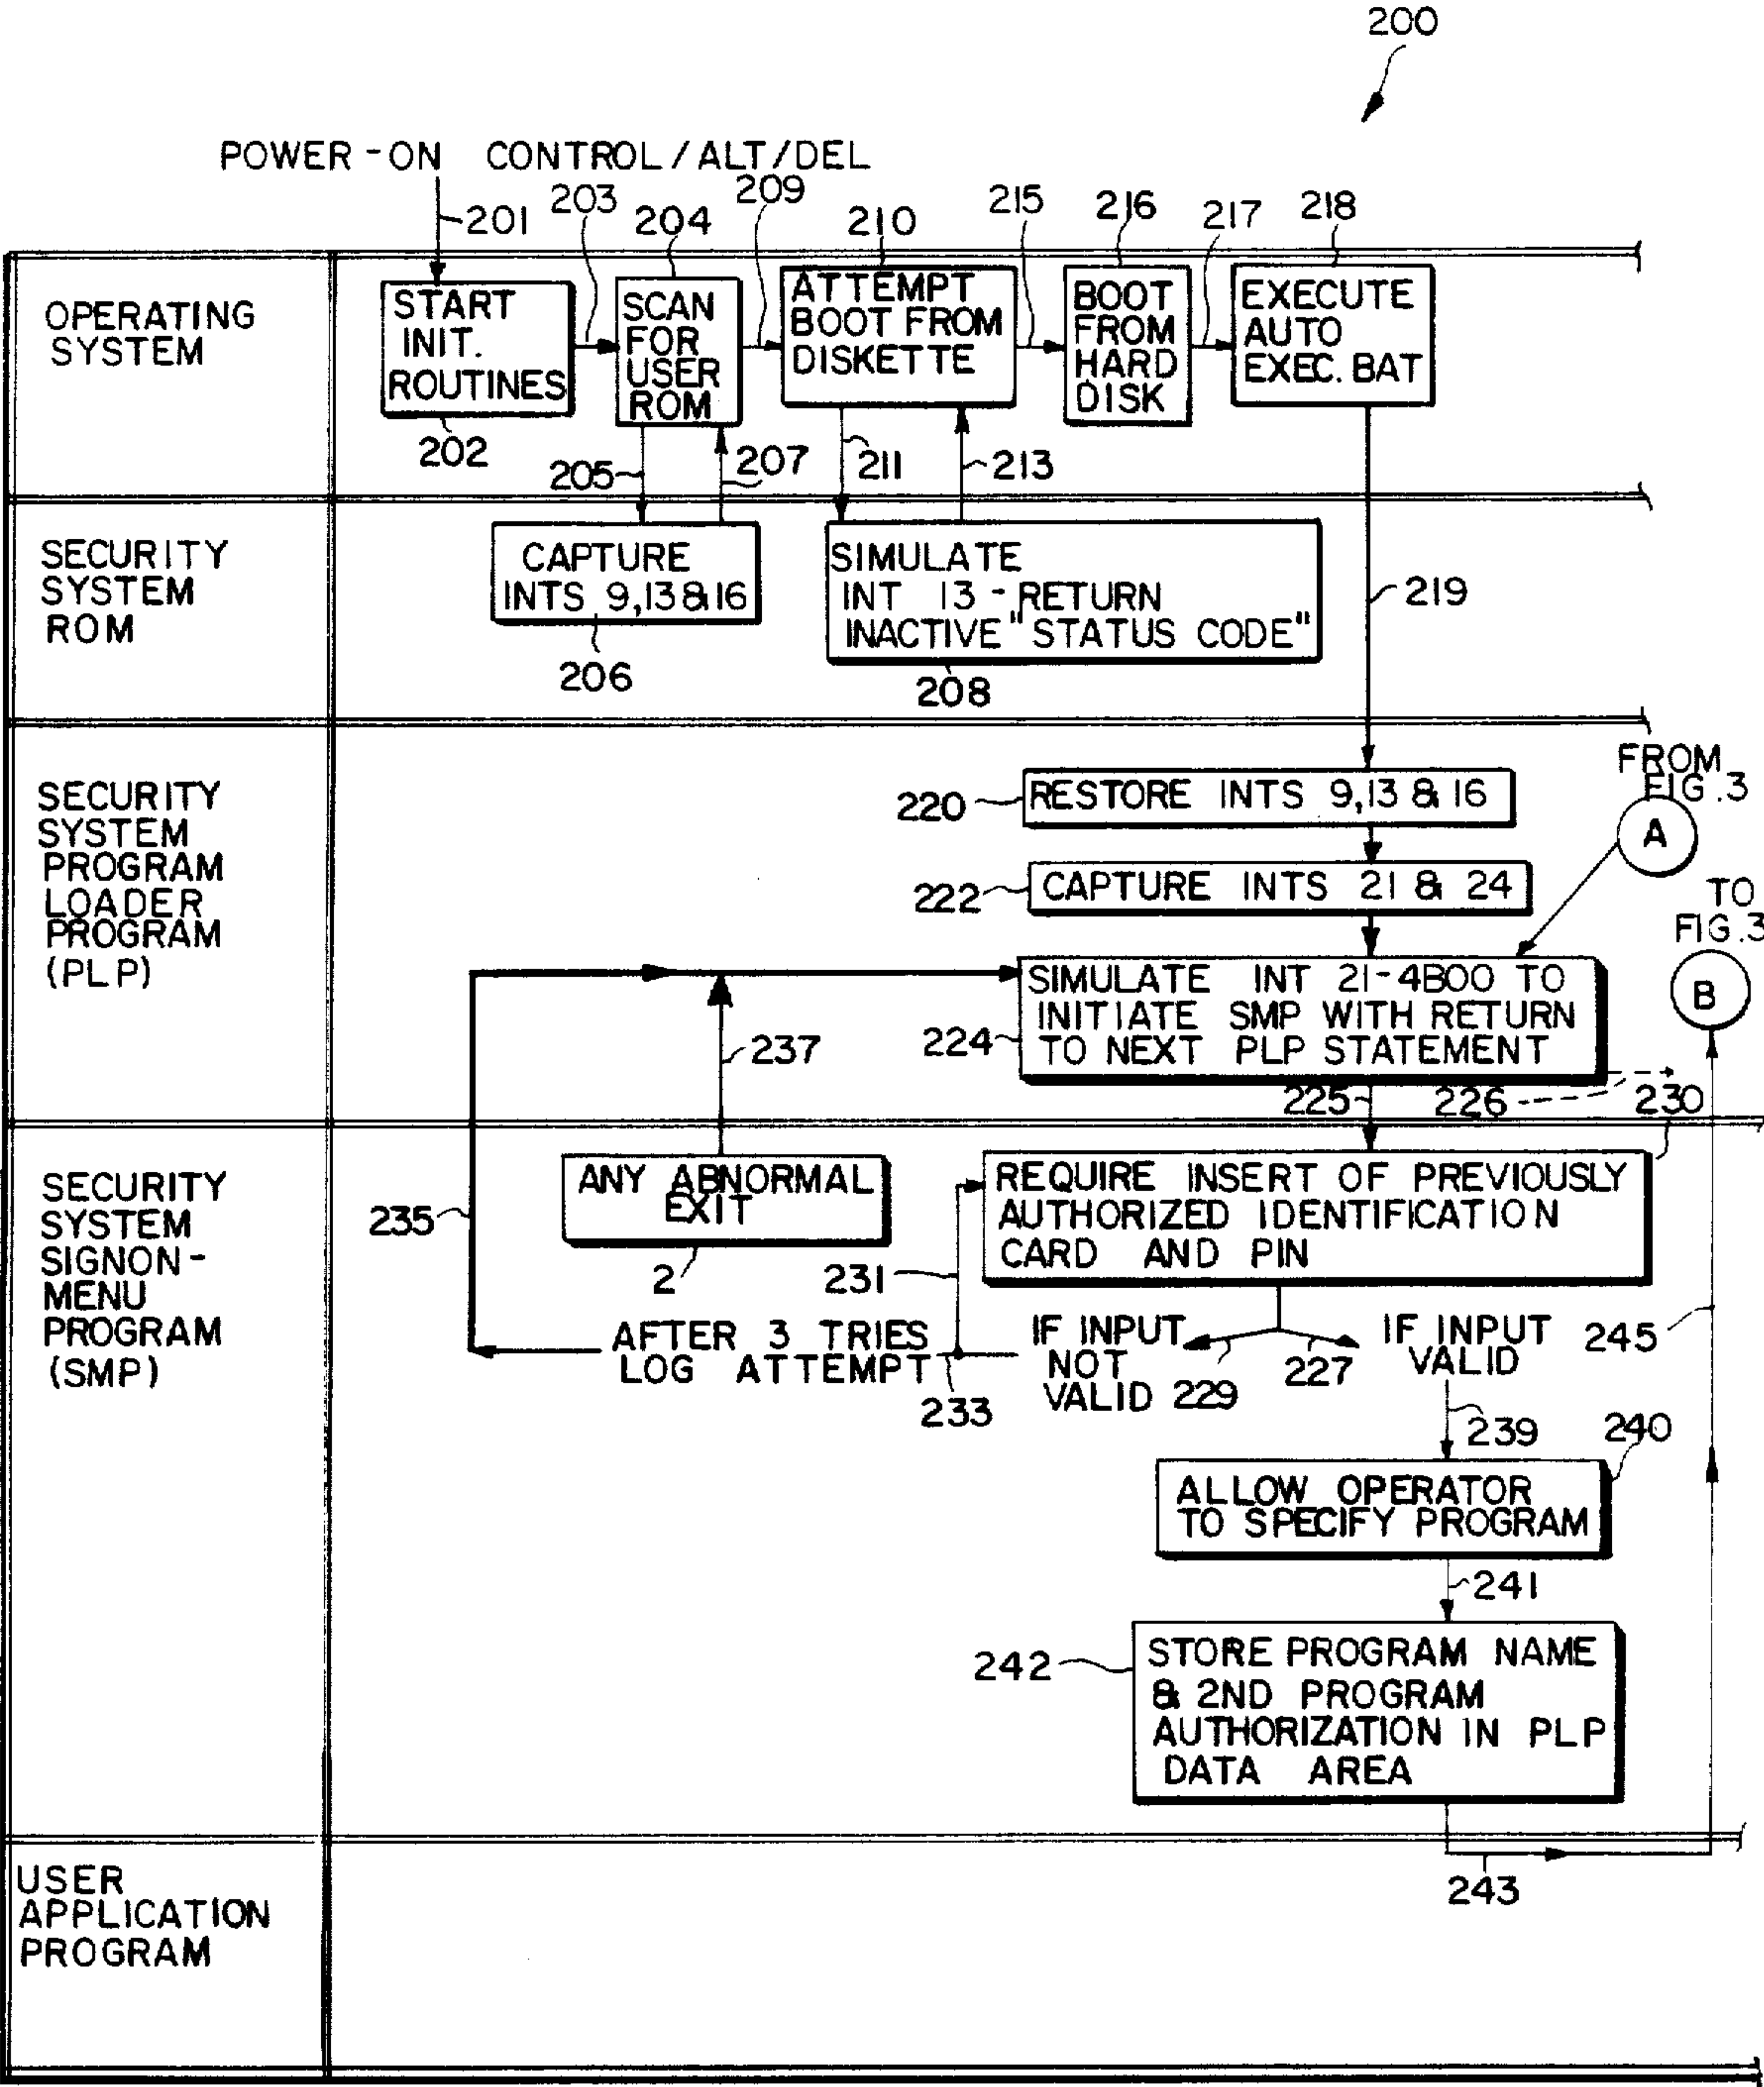 200
POWER-ON CONTROL/ALT/DEL
201
203
204
209
210
215
216
217
218
OPERATING
SYSTEM
START
INIT.
ROUTINES
202
SCAN
FOR
USER
ROM
ATTEMPT
BOOT FROM
DISKETTE
BOOT
FROM
HARD
DISK
EXECUTE
AUTO
EXEC. BAT
205
207
211
213
SECURITY
SYSTEM
ROM
CAPTURE
INTS 9,13 & 16
206
SIMULATE
INT 13 - RETURN
INACTIVE "STATUS CODE"
208
219
SECURITY
SYSTEM
PROGRAM
LOADER
PROGRAM
(PLP)
220
RESTORE INTS 9,13 & 16
FROM
FIG.3
A
222
CAPTURE INTS 21 & 24
TO
FIG.3
B
224
SIMULATE INT 21-4B00 TO
INITIATE SMP WITH RETURN
TO NEXT PLP STATEMENT
237
225
226
230
SECURITY
SYSTEM
SIGNON-
MENU
PROGRAM
(SMP)
235
ANY ABNORMAL
EXIT
2
231
REQUIRE INSERT OF PREVIOUSLY
AUTHORIZED IDENTIFICATION
CARD AND PIN
AFTER 3 TRIES
LOG ATTEMPT
233
IF INPUT
NOT
VALID
229
227
IF INPUT
VALID
245
239
240
ALLOW OPERATOR
TO SPECIFY PROGRAM
241
242
STORE PROGRAM NAME
& 2ND PROGRAM
AUTHORIZATION IN PLP
DATA AREA
243
USER
APPLICATION
PROGRAM